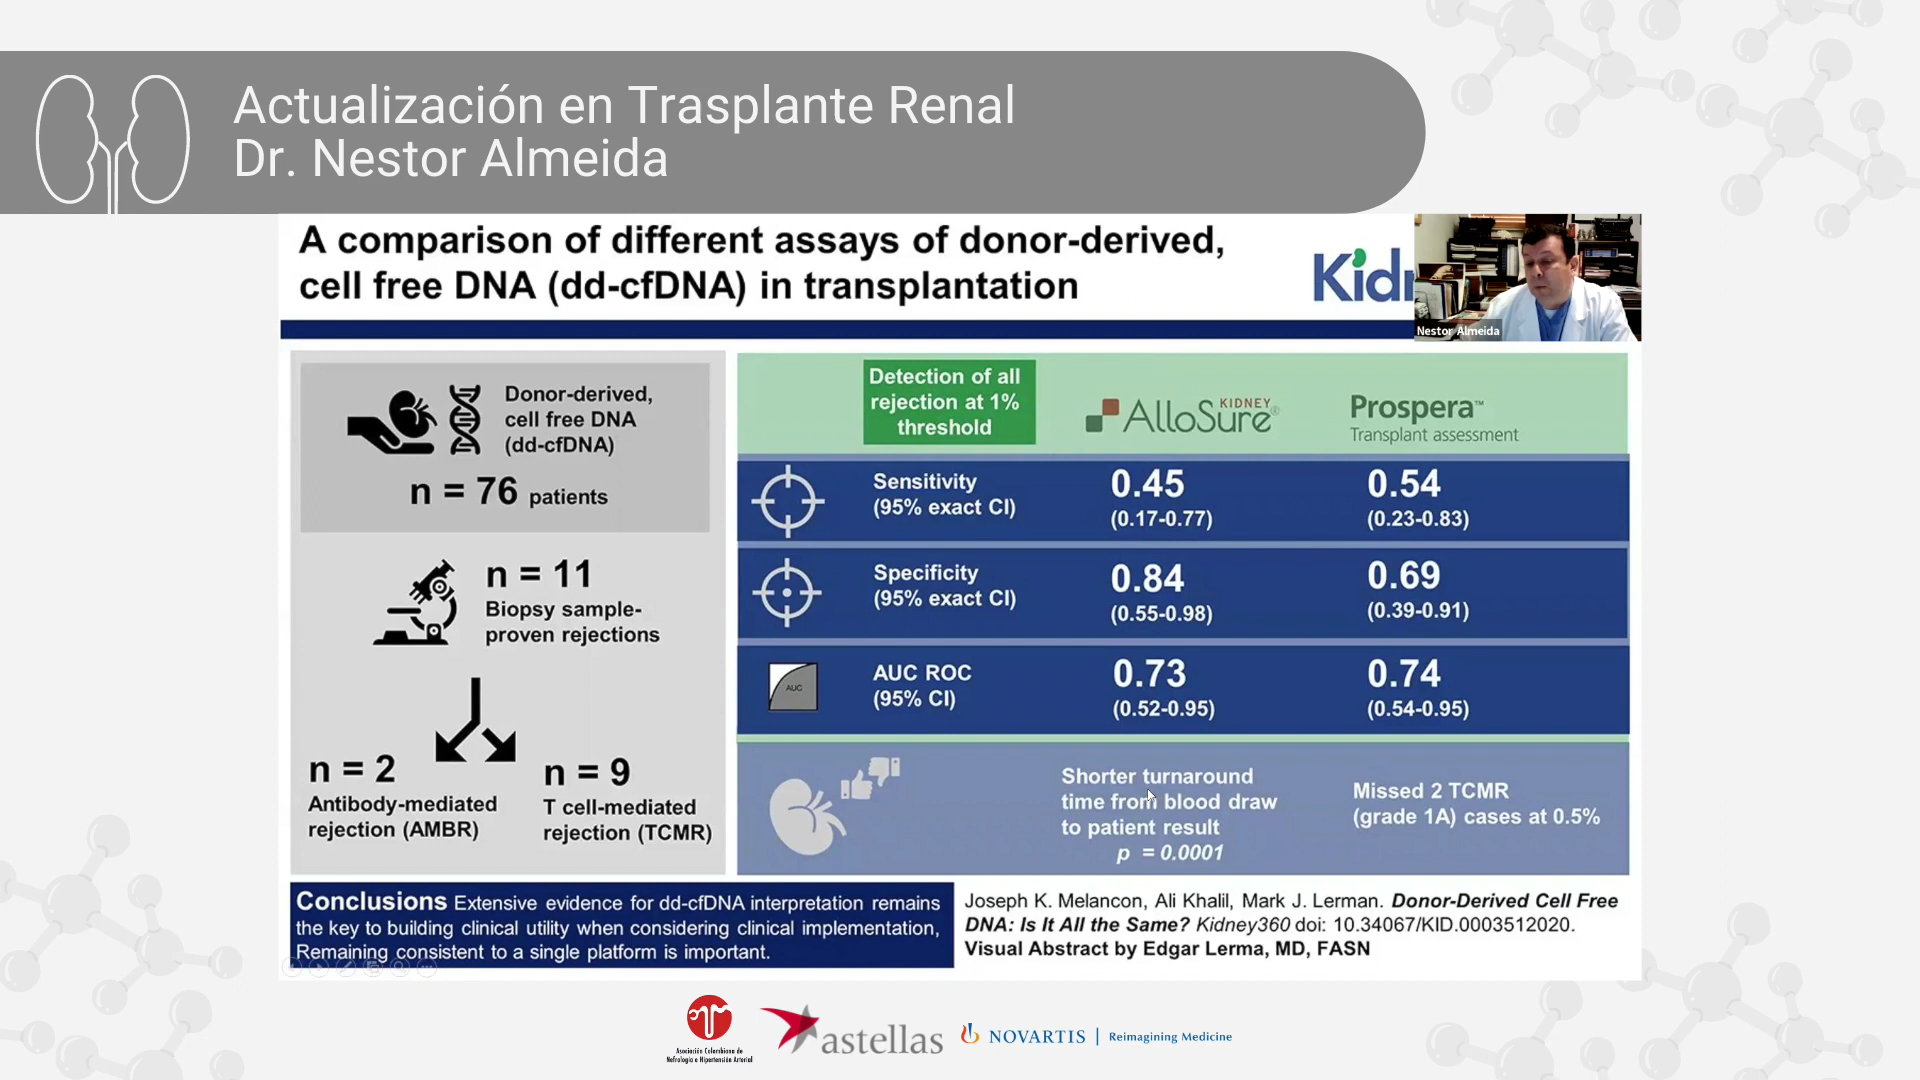 Actualización en Trasplante Renal
Dr. Nestor Almeida
A comparison of different assays of donor-derived,
cell free DNA (dd-cfDNA) in transplantation
Nestor Almeida
Donor-derived,
cell free DNA
(dd-cfDNA)
n = 76 patients
n = 11
Biopsy sample-
proven rejections
n = 2
Antibody-mediated
rejection (AMBR)
n = 9
T cell-mediated
rejection (TCMR)
Detection of all
rejection at 1%
threshold
AlloSure KIDNEY®
Prospera™
Transplant assessment
Sensitivity
(95% exact CI)
0.45
(0.17-0.77)
0.54
(0.23-0.83)
Specificity
(95% exact CI)
0.84
(0.55-0.98)
0.69
(0.39-0.91)
AUC
AUC ROC
(95% CI)
0.73
(0.52-0.95)
0.74
(0.54-0.95)
Shorter turnaround
time from blood draw
to patient result
p = 0.0001
Missed 2 TCMR
(grade 1A) cases at 0.5%
Conclusions Extensive evidence for dd-cfDNA interpretation remains
the key to building clinical utility when considering clinical implementation,
Remaining consistent to a single platform is important.
Joseph K. Melancon, Ali Khalil, Mark J. Lerman. Donor-Derived Cell Free
DNA: Is It All the Same? Kidney360 doi: 10.34067/KID.0003512020.
Visual Abstract by Edgar Lerma, MD, FASN
Asociación Colombiana de
Nefrología e Hipertensión Arterial
astellas
NOVARTIS | Reimagining Medicine